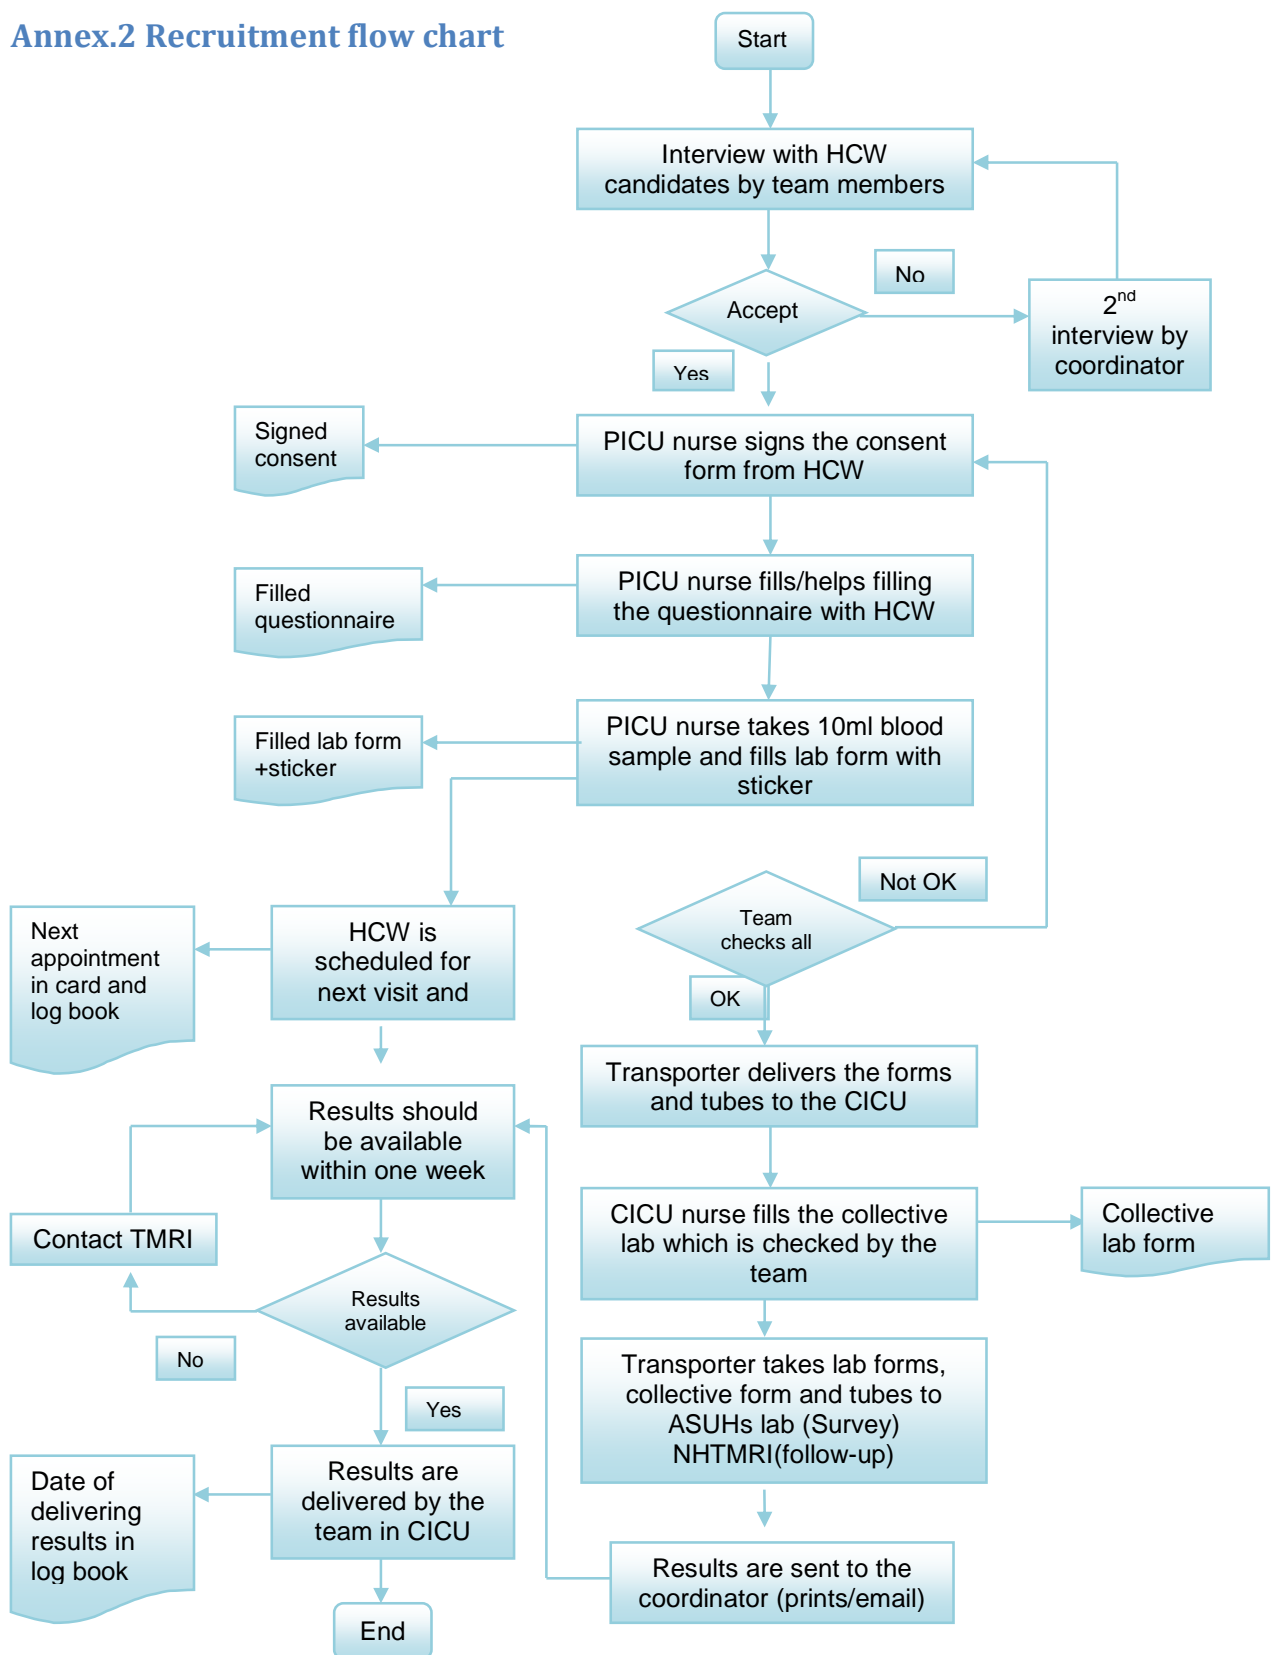 Annex.2 Recruitment flow chart
Start
Interview with HCW
candidates by team members
No
Accept
2nd
interview by
coordinator
Yes
Signed
consent
PICU nurse signs the consent
form from HCW
Filled
questionnaire
PICU nurse fills/helps filling
the questionnaire with HCW
Filled lab form
+sticker
PICU nurse takes 10ml blood
sample and fills lab form with
sticker
Not OK
Team
checks all
OK
Next
appointment
in card and
log book
HCW is
scheduled for
next visit and
Transporter delivers the forms
and tubes to the CICU
Results should
be available
within one week
Contact TMRI
CICU nurse fills the collective
lab which is checked by the
team
Collective
lab form
Results
available
No
Yes
Transporter takes lab forms,
collective form and tubes to
ASUHs lab (Survey)
NHTMRI(follow-up)
Date of
delivering
results in
log book
Results are
delivered by the
team in CICU
Results are sent to the
coordinator (prints/email)
End